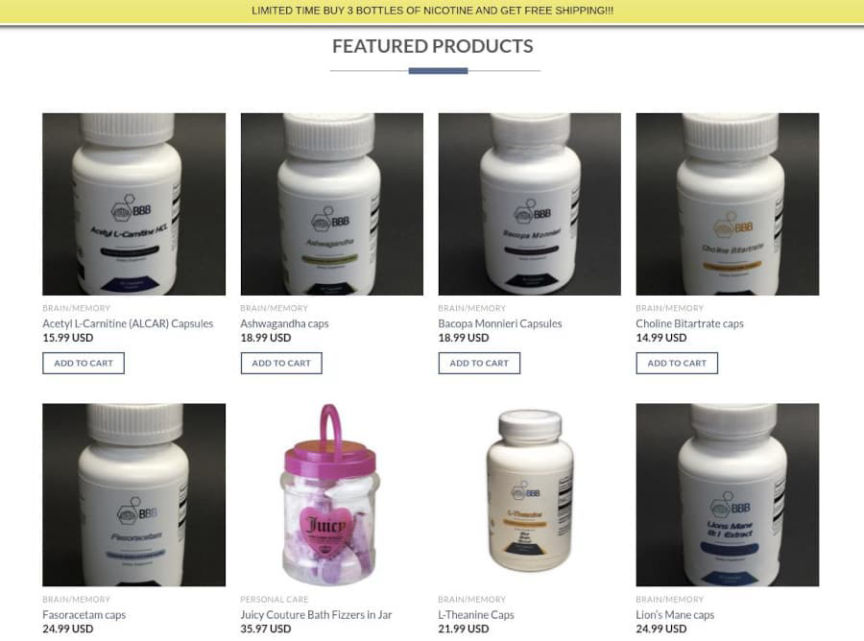 LIMITED TIME BUY 3 BOTTLES OF NICOTINE AND GET FREE SHIPPING!!!
FEATURED PRODUCTS
BBB
Acetyl L-Carnitine HCL
BBB
Ashwagandha
BBB
Bacopa Monnieri
BBB
Choline Bitartrate
BRAIN/MEMORY
Acetyl L-Carnitine (ALCAR) Capsules
15.99 USD
ADD TO CART
BRAIN/MEMORY
Ashwagandha caps
18.99 USD
ADD TO CART
BRAIN/MEMORY
Bacopa Monnieri Capsules
18.99 USD
ADD TO CART
BRAIN/MEMORY
Choline Bitartrate caps
14.99 USD
ADD TO CART
BBB
Fasoracetam
Juicy
BBB
L-Theanine
BBB
Lions Mane
8:1 Extract
BRAIN/MEMORY
Fasoracetam caps
24.99 USD
PERSONAL CARE
Juicy Couture Bath Fizzers in Jar
35.97 USD
BRAIN/MEMORY
L-Theanine Caps
21.99 USD
BRAIN/MEMORY
Lion's Mane caps
24.99 USD